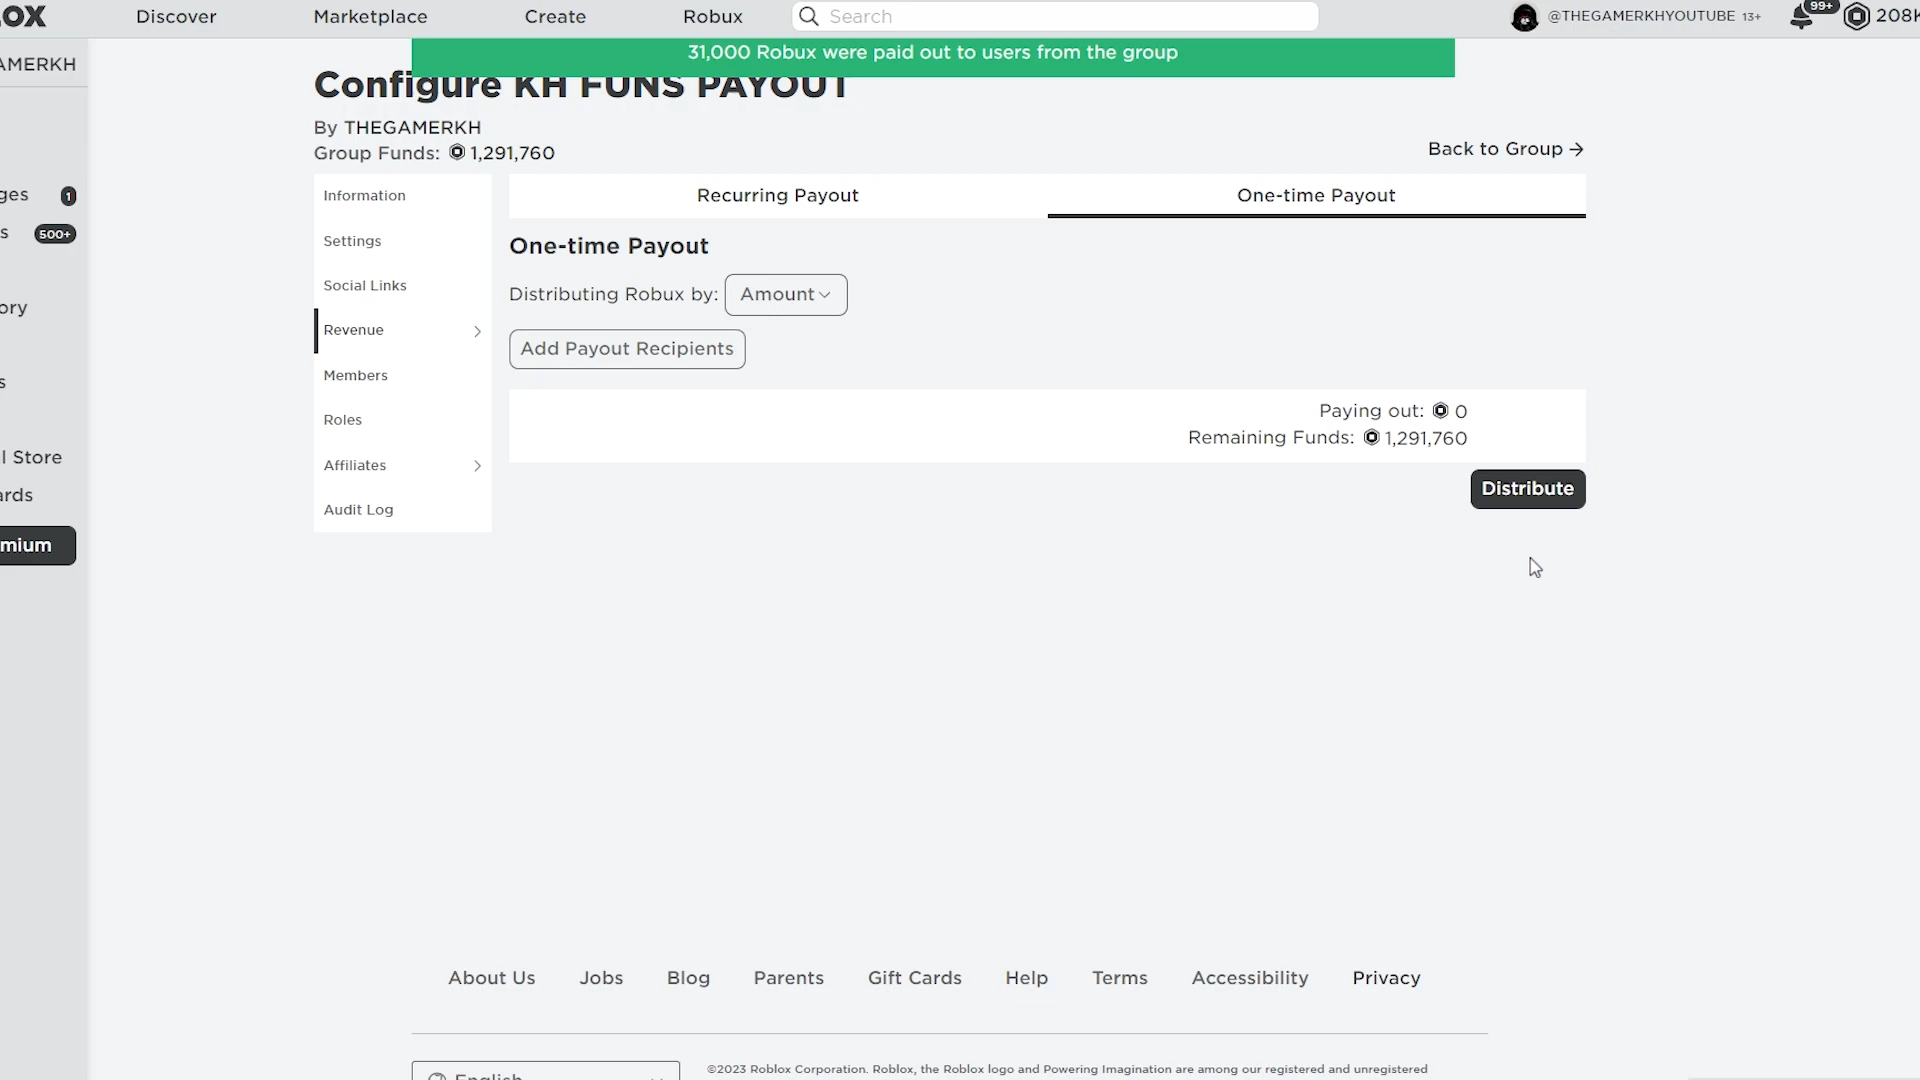 OX
Discover
Marketplace
Create
Robux
Search
@THEGAMERKHYOUTUBE 13+
99+
208K
AMERKH
31,000 Robux were paid out to users from the group
Configure KH FUNS PAYOUT
By THEGAMERKH
Group Funds: 1,291,760
Back to Group →
ges 1
s 500+
ory
s
l Store
ards
mium
Information
Settings
Social Links
Revenue
Members
Roles
Affiliates
Audit Log
Recurring Payout
One-time Payout
One-time Payout
Distributing Robux by: Amount
Add Payout Recipients
Paying out: 0
Remaining Funds: 1,291,760
Distribute
About Us
Jobs
Blog
Parents
Gift Cards
Help
Terms
Accessibility
Privacy
English
©2023 Roblox Corporation. Roblox, the Roblox logo and Powering Imagination are among our registered and unregistered